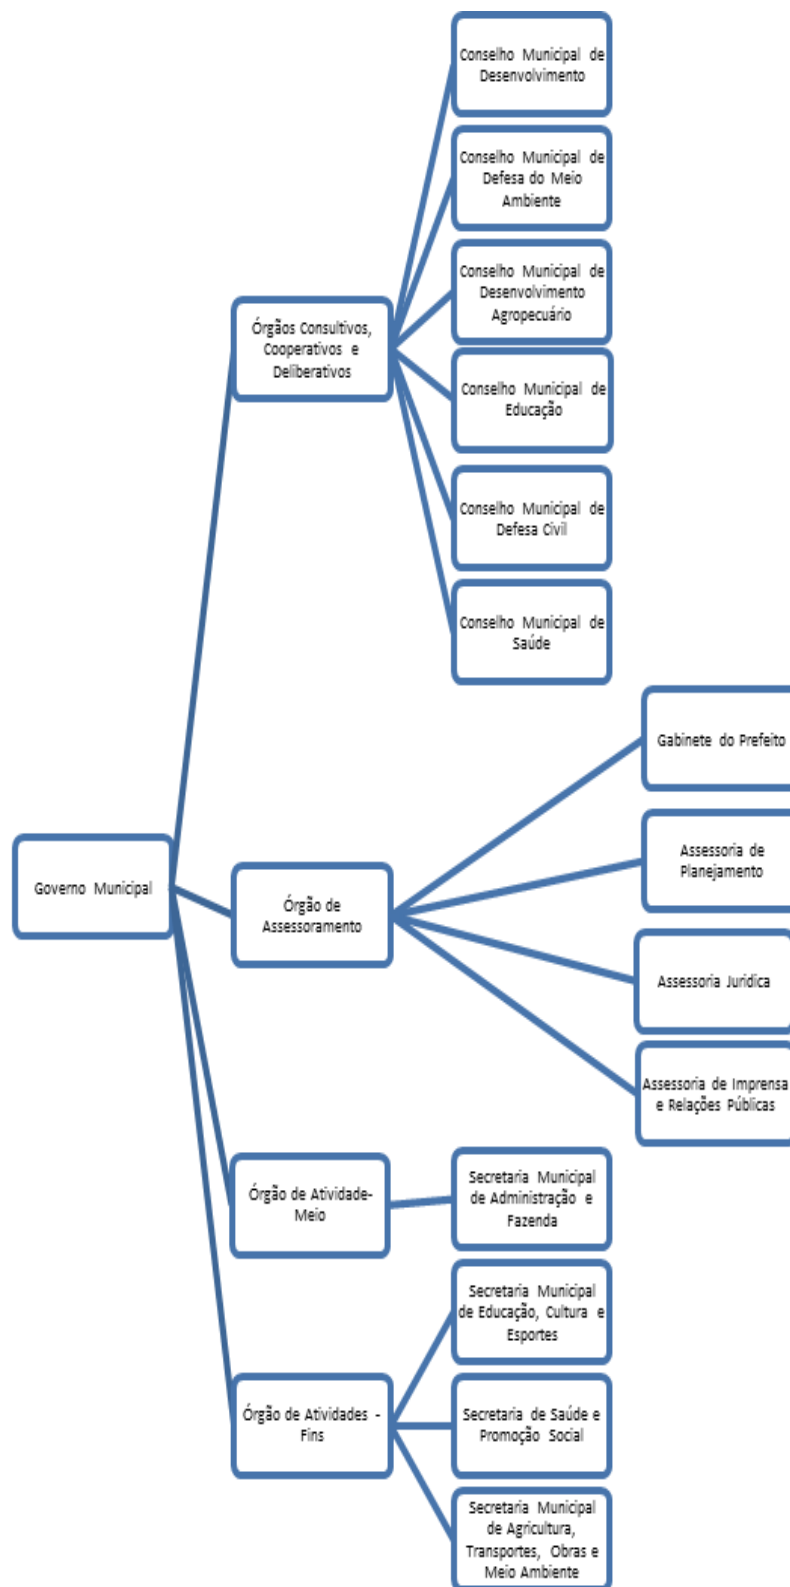 Conselho Municipal de
Desenvolvimento
Conselho Municipal de
Defesa do Meio
Ambiente
Conselho Municipal de
Desenvolvimento
Agropecuário
Órgãos Consultivos,
Cooperativos e
Deliberativos
Conselho Municipal de
Educação
Conselho Municipal de
Defesa Civil
Conselho Municipal de
Saúde
Gabinete do Prefeito
Assessoria de
Planejamento
Governo Municipal
Órgão de
Assessoramento
Assessoria Jurídica
Assessoria de Imprensa
e Relações Públicas
Órgão de Atividade-
Meio
Secretaria Municipal
de Administração e
Fazenda
Secretaria Municipal
de Educação, Cultura e
Esportes
Órgão de Atividades -
Fins
Secretaria de Saúde e
Promoção Social
Secretaria Municipal
de Agricultura,
Transportes, Obras e
Meio Ambiente